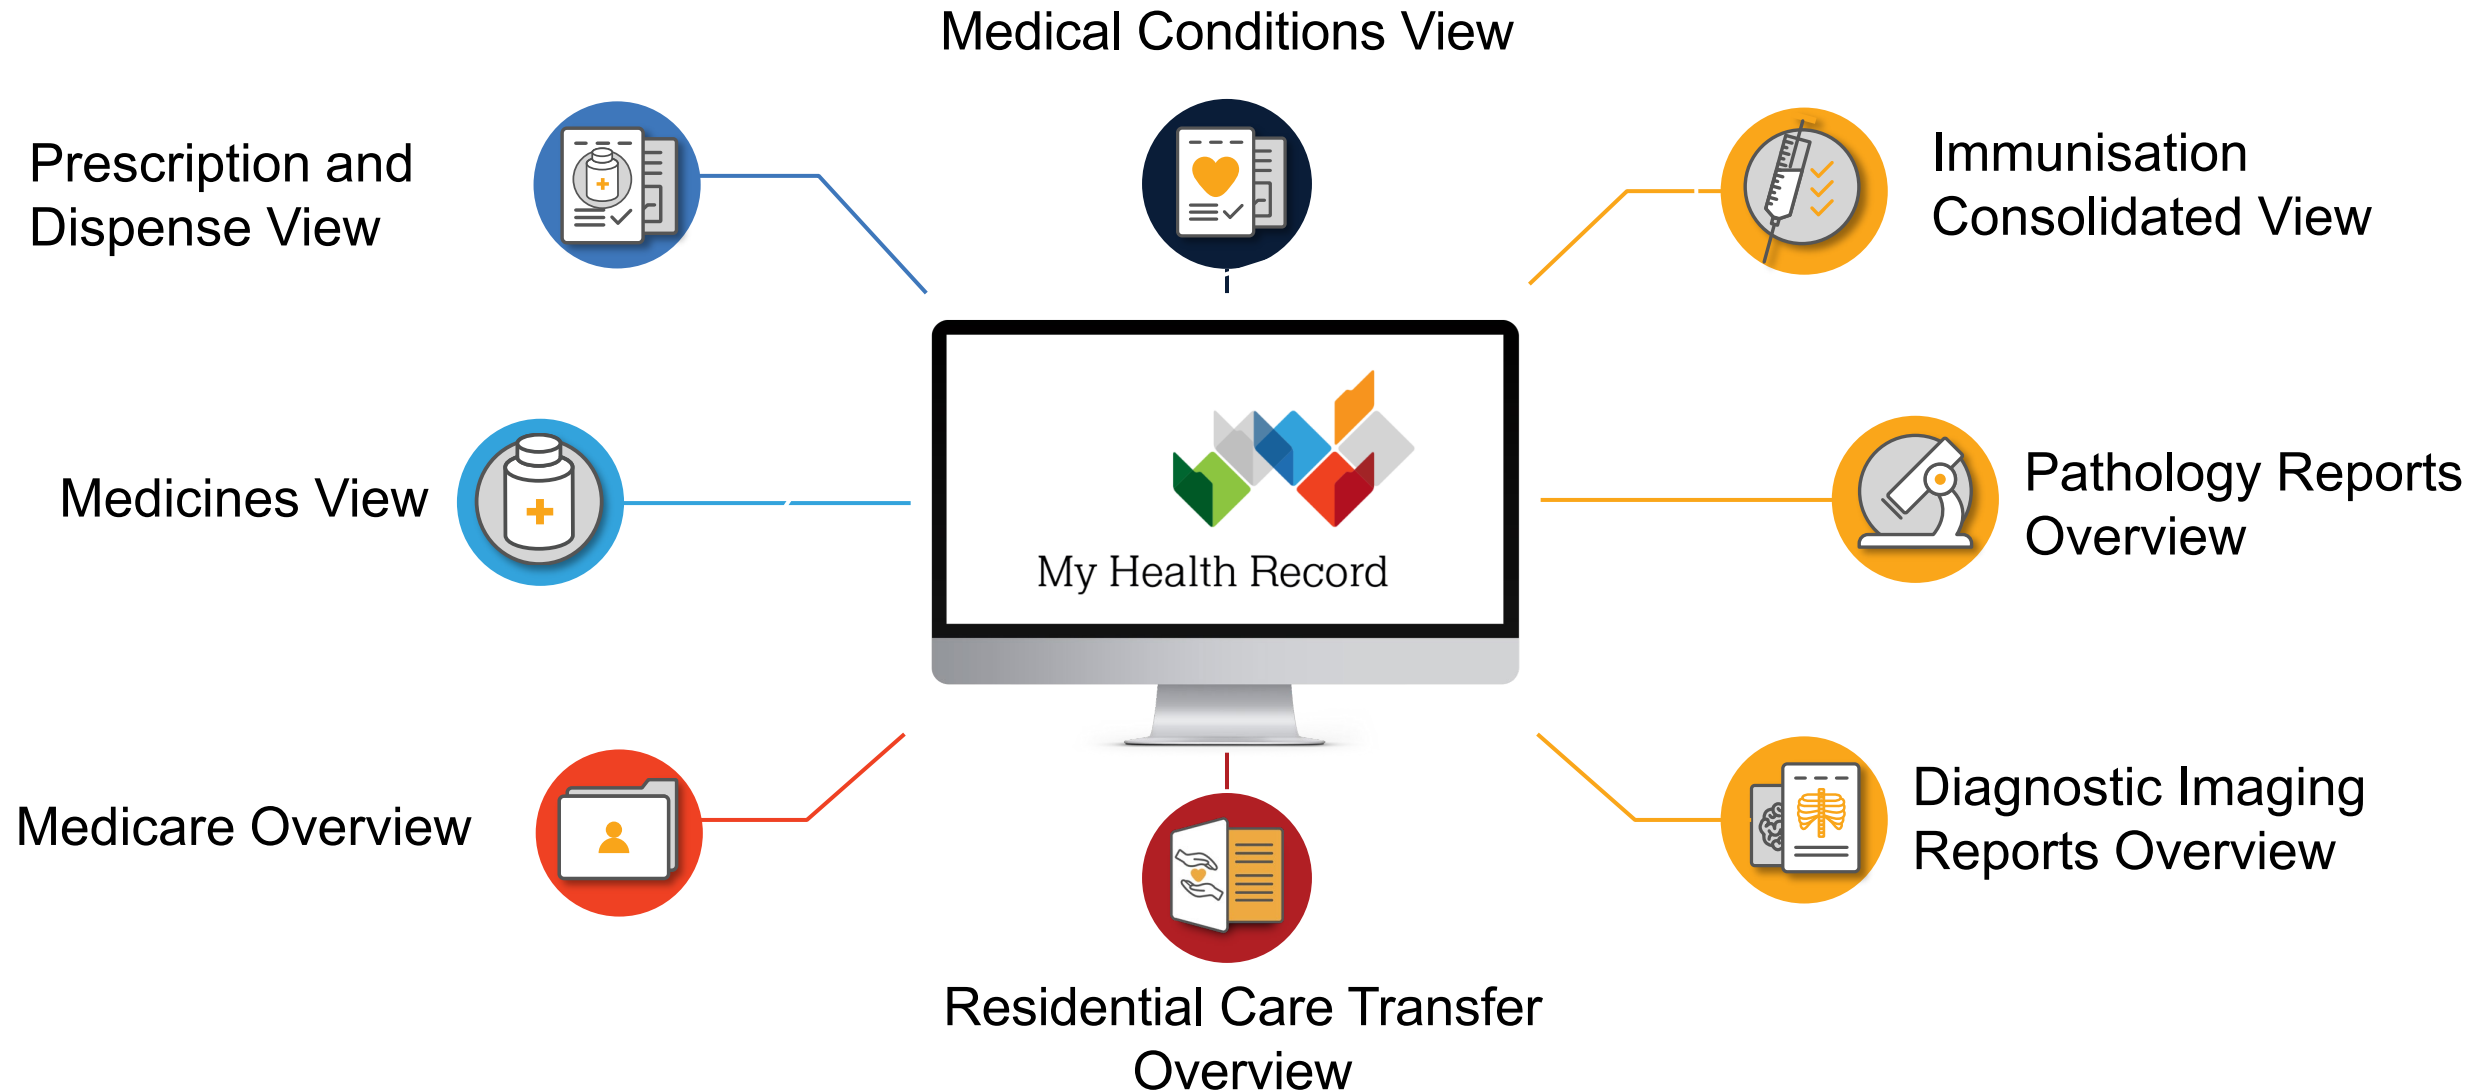 Medical Conditions View
Prescription and
Dispense View
Immunisation
Consolidated View
Medicines View
My Health Record
Pathology Reports
Overview
Medicare Overview
Diagnostic Imaging
Reports Overview
Residential Care Transfer
Overview